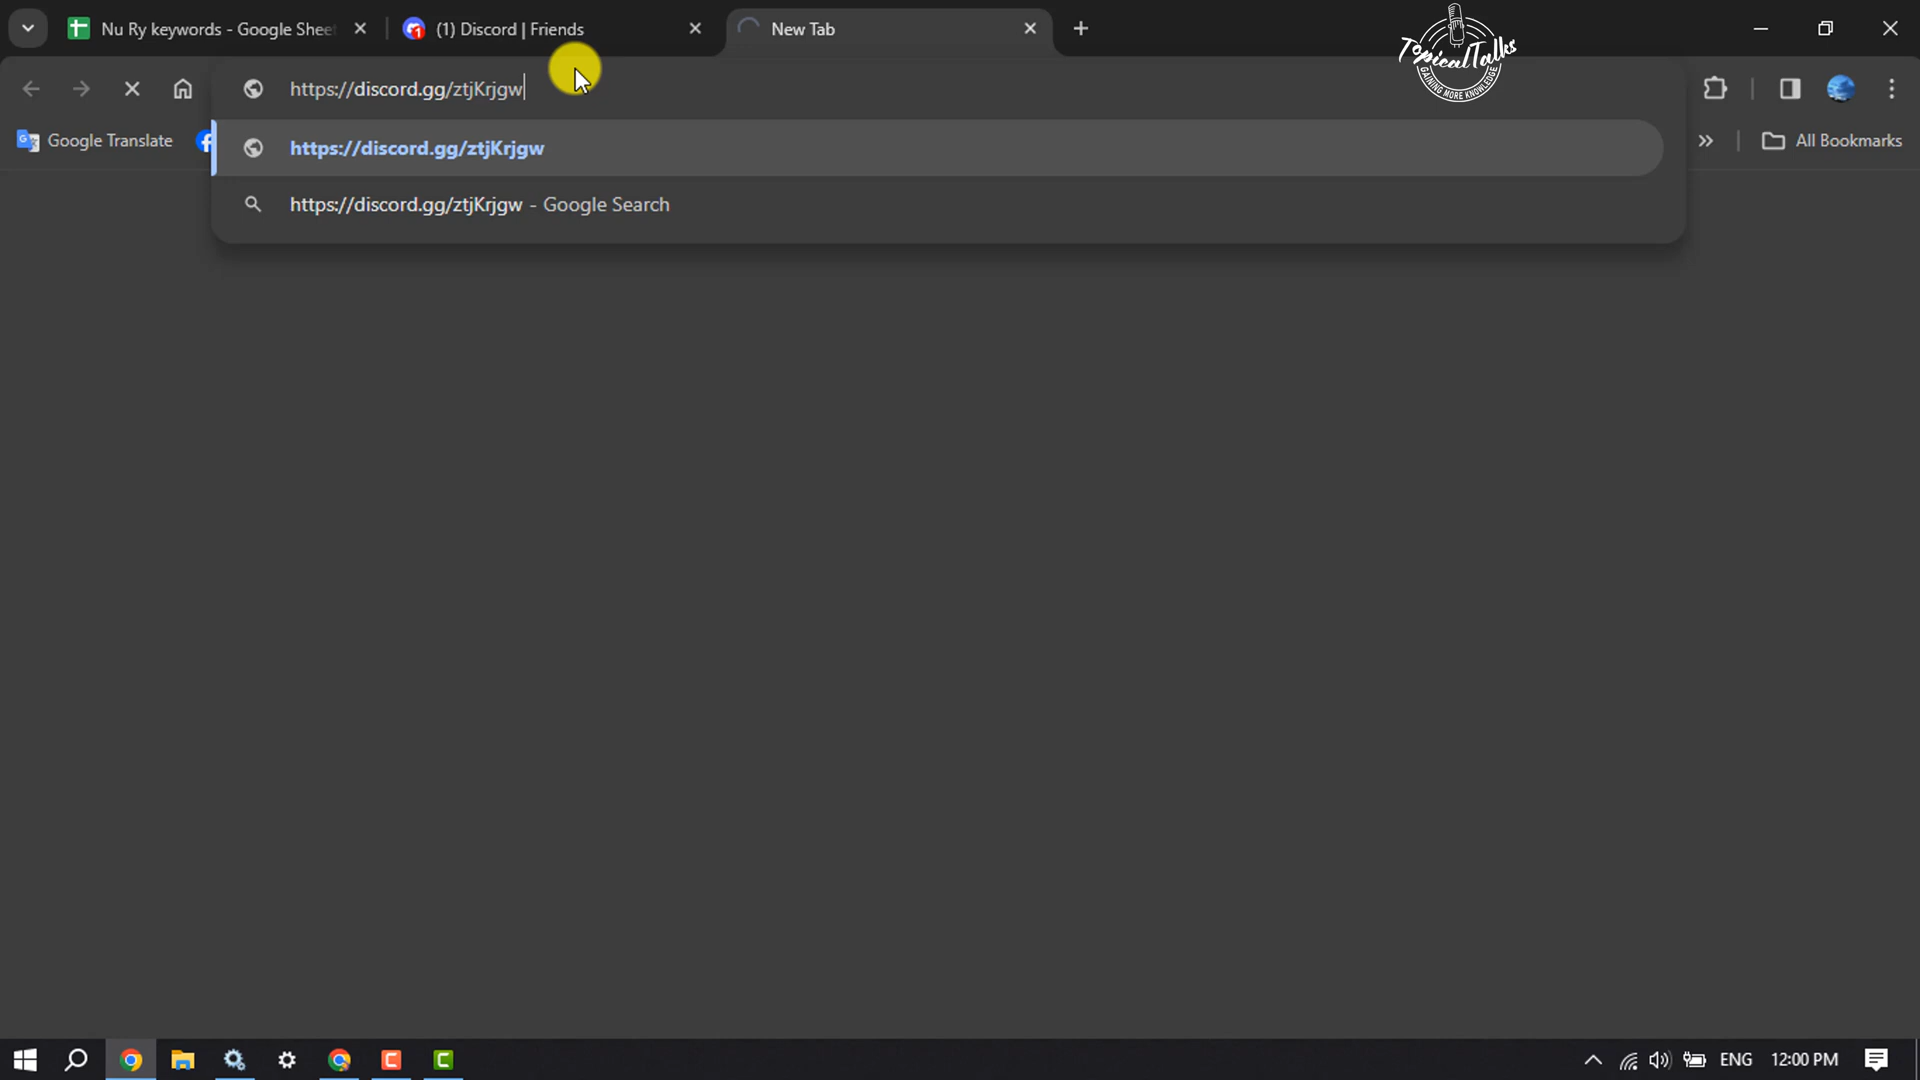 Nu Ry keywords - Google Sheet
(1) Discord | Friends
New Tab
TopicalTalks
GAINING MORE KNOWLEDGE
https://discord.gg/ztjKrjgw
Google Translate
All Bookmarks
https://discord.gg/ztjKrjgw
https://discord.gg/ztjKrjgw - Google Search
ENG
12:00 PM